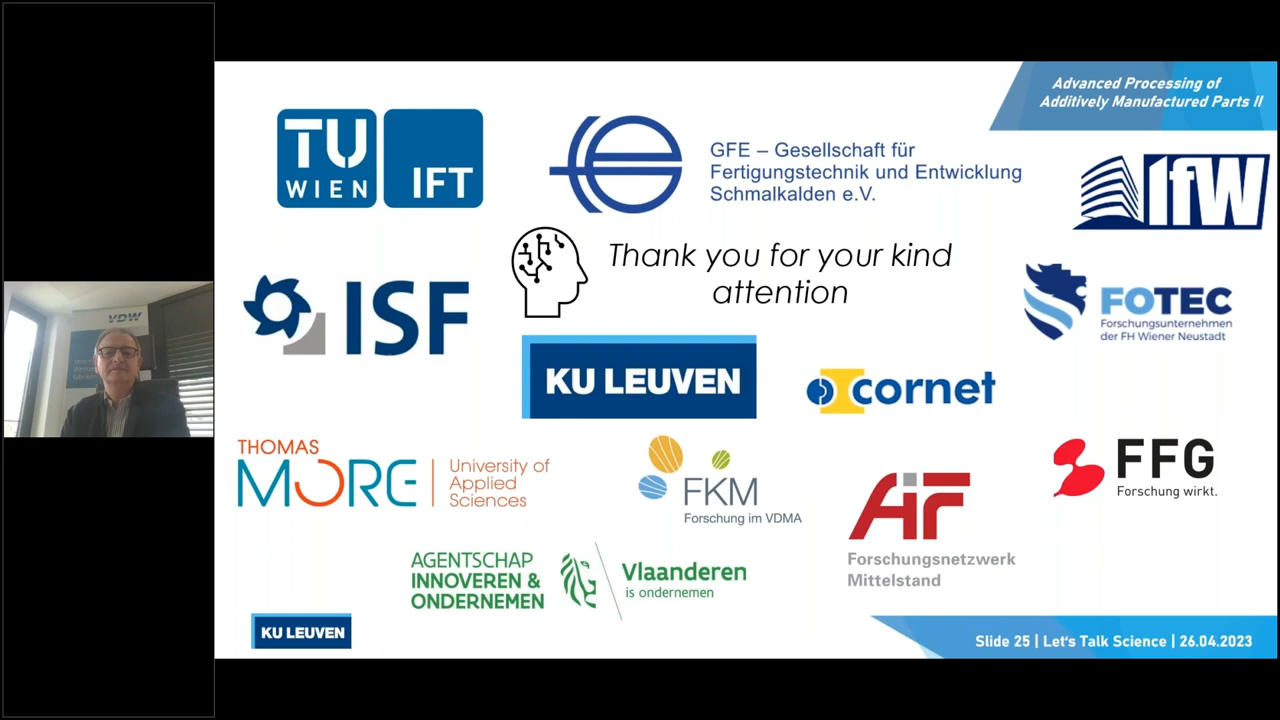 Advanced Processing of
Additively Manufactured Parts II
TU
WIEN
IFT
GFE – Gesellschaft für
Fertigungstechnik und Entwicklung
Schmalkalden e.V.
IfW
Thank you for your kind
attention
ISF
FOTEC
Forschungsunternehmen
der FH Wiener Neustadt
VDW
KU LEUVEN
cornet
THOMAS
MORE
University of
Applied
Sciences
FKM
Forschung im VDMA
AiF
Forschungsnetzwerk
Mittelstand
FFG
Forschung wirkt.
AGENTSCHAP
INNOVEREN &
ONDERNEMEN
Vlaanderen
is ondernemen
KU LEUVEN
Slide 25 | Let's Talk Science | 26.04.2023